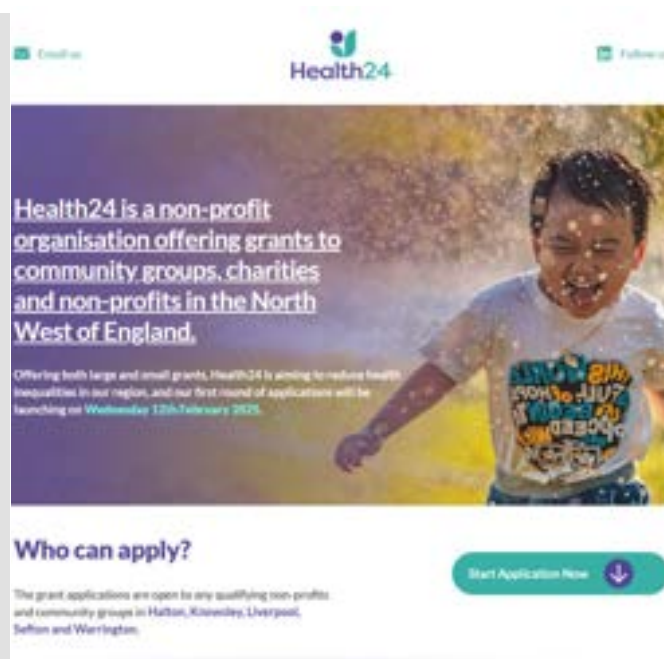 Email us
Health24
Follow u
Health24 is a non-profit
organisation offering grants to
community groups, charities
and non-profits in the North
West of England.
Offering both large and small grants, Health24 is aiming to reduce health
inequalities in our region, and our first round of applications will be
launching on Wednesday 12th February 2025.
Who can apply?
Start Application Now
The grant applications are open to any qualifying non-profits
and community groups in Halton, Knowsley, Liverpool,
Sefton and Warrington.